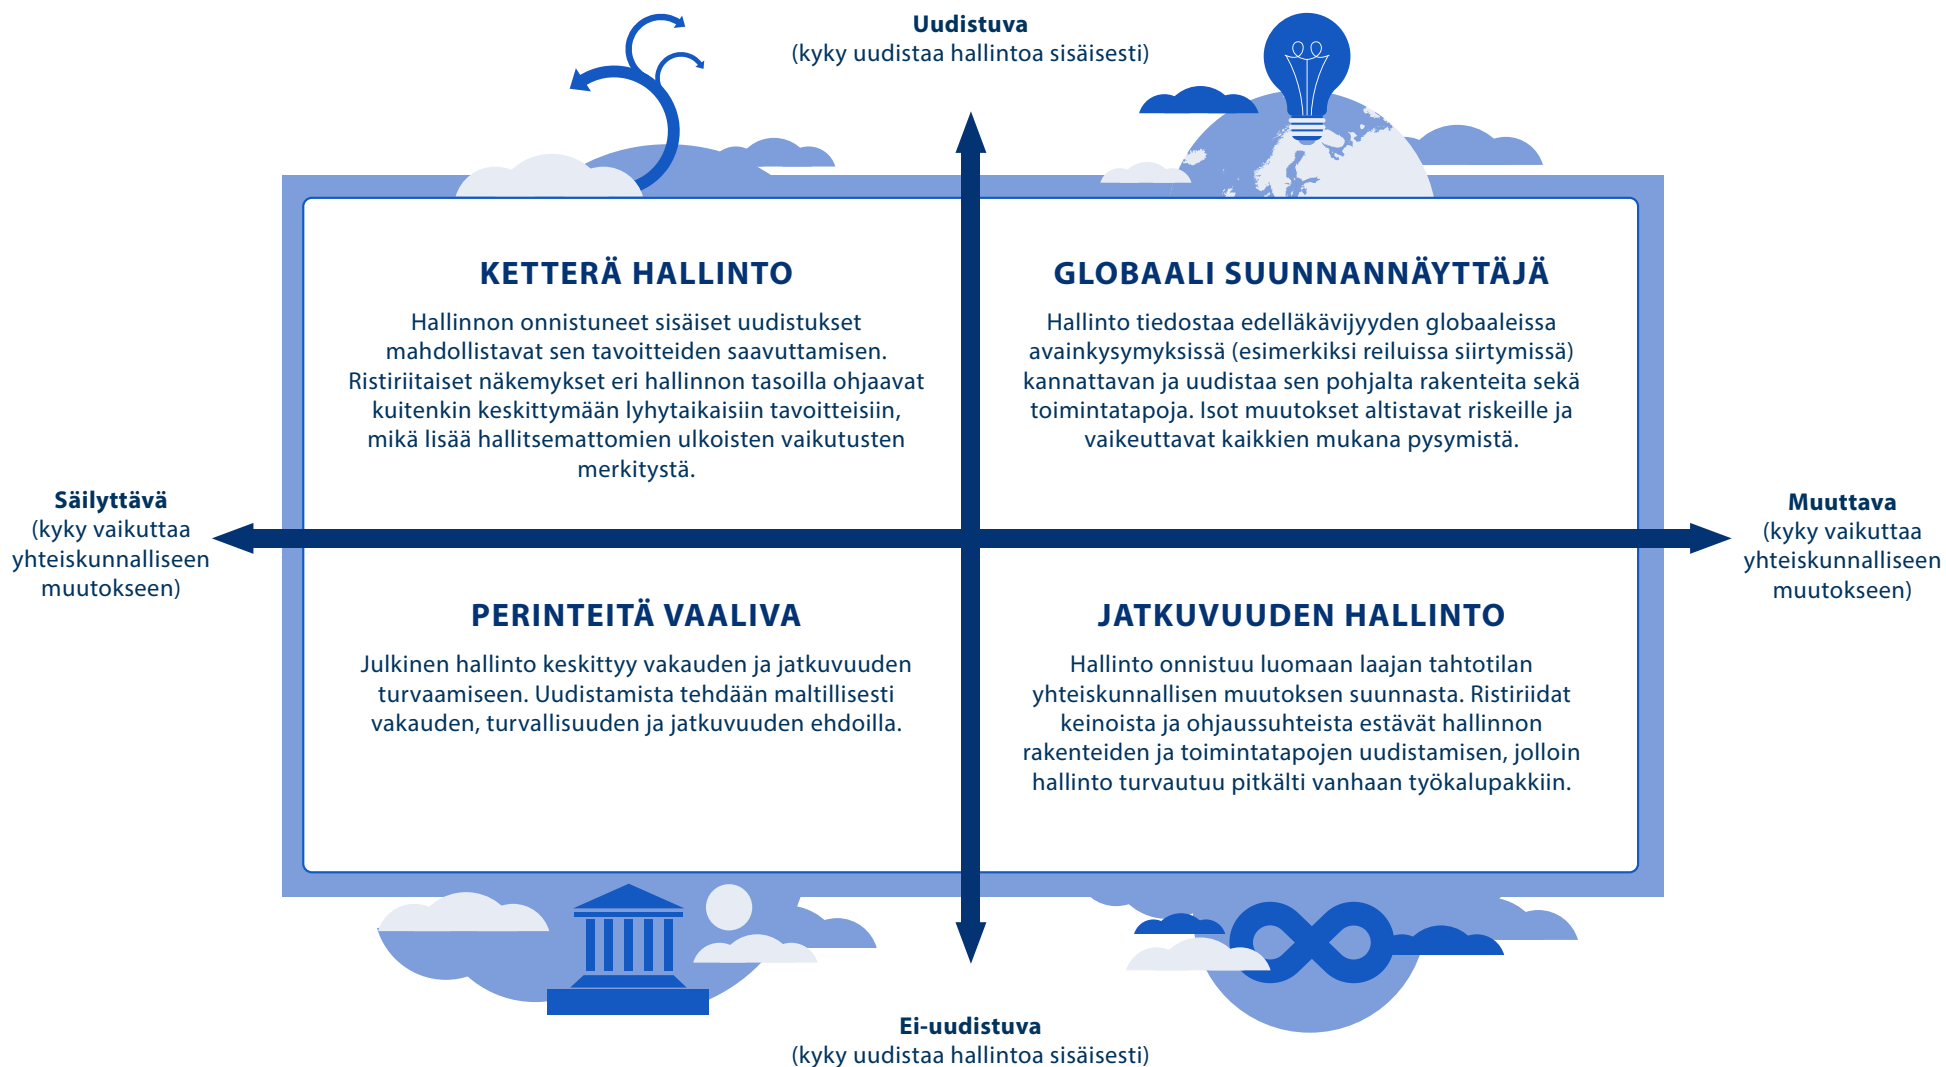 Uudistuva
(kyky uudistaa hallintoa sisäisesti)
KETTERÄ HALLINTO
Hallinnon onnistuneet sisäiset uudistukset
mahdollistavat sen tavoitteiden saavuttamisen.
Ristiriitaiset näkemykset eri hallinnon tasoilla ohjaavat
kuitenkin keskittymään lyhytaikaisiin tavoitteisiin,
mikä lisää hallitsemattomien ulkoisten vaikutusten
merkitystä.
GLOBAALI SUUNNANNÄYTTÄJÄ
Hallinto tiedostaa edelläkävijyyden globaaleissa
avainkysymyksissä (esimerkiksi reiluissa siirtymissä)
kannattavan ja uudistaa sen pohjalta rakenteita sekä
toimintatapoja. Isot muutokset altistavat riskeille ja
vaikeuttavat kaikkien mukana pysymistä.
Säilyttävä
(kyky vaikuttaa
yhteiskunnalliseen
muutokseen)
Muuttava
(kyky vaikuttaa
yhteiskunnalliseen
muutokseen)
PERINTEITÄ VAALIVA
Julkinen hallinto keskittyy vakauden ja jatkuvuuden
turvaamiseen. Uudistamista tehdään maltillisesti
vakauden, turvallisuuden ja jatkuvuuden ehdoilla.
JATKUVUUDEN HALLINTO
Hallinto onnistuu luomaan laajan tahtotilan
yhteiskunnallisen muutoksen suunnasta. Ristiriidat
keinoista ja ohjaussuhteista estävät hallinnon
rakenteiden ja toimintatapojen uudistamisen, jolloin
hallinto turvautuu pitkälti vanhaan työkalupakkiin.
Ei-uudistuva
(kyky uudistaa hallintoa sisäisesti)